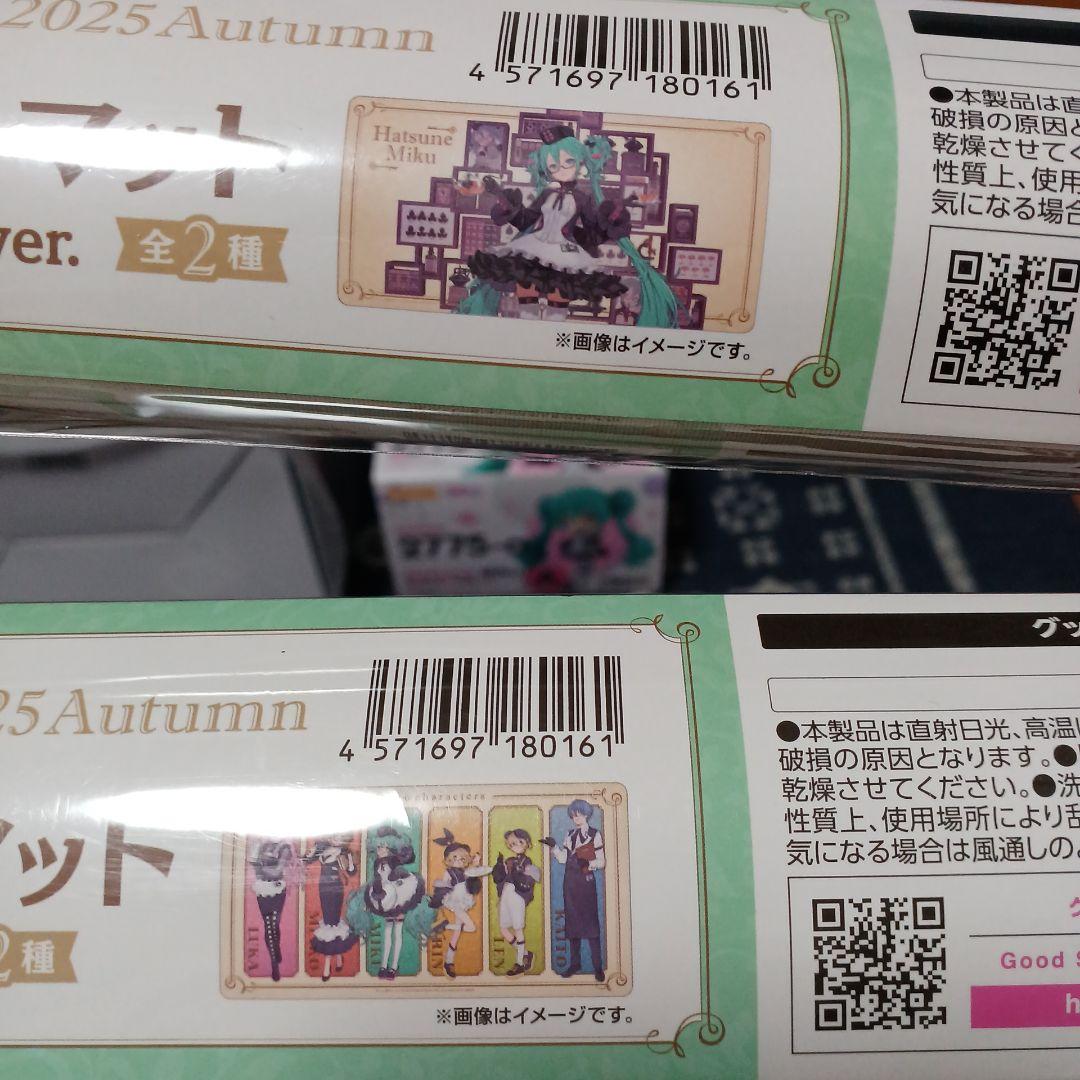 2025 Autumn
マット
ver.
全2種
4 571697 180161
Hatsune
Miku
※画像はイメージです。
●本製品は直
破損の原因と
乾燥させてく
性質上、使用
気になる場合
2775
25 Autumn
マット
2種
4 571697 180161
characters
LUKA
MEIKO
MIKU
RIN
LEN
KAITO
※画像はイメージです。
グッ
●本製品は直射日光、高温
破損の原因となります。●
乾燥させてください。●洗
性質上、使用場所により
気になる場合は風通しの
Good S
h